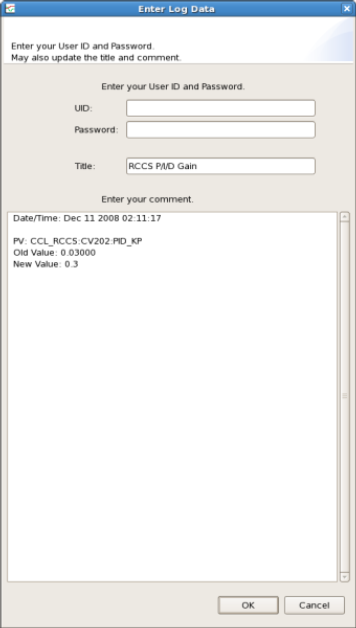 Enter Log Data
Enter your User ID and Password.
May also update the title and comment.
Enter your User ID and Password.
UID:
Password:
Title: RCCS P/I/D Gain
Enter your comment.
Date/Time: Dec 11 2008 02:11:17
PV: CCL_RCCS:CV202:PID_KP
Old Value: 0.03000
New Value: 0.3
OK Cancel